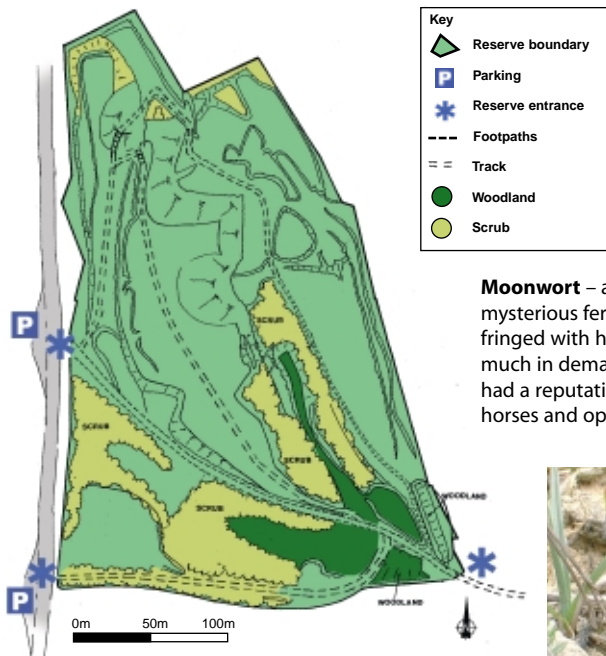 Key
Reserve boundary
P Parking
Reserve entrance
Footpaths
Track
Woodland
Scrub
SCRUB
P
SCRUB
SCRUB
SCRUB
WOODLAND
P
WOODLAND
0m 50m 100m
Moonwort – a
mysterious fer
fringed with h
much in dema
had a reputati
horses and op